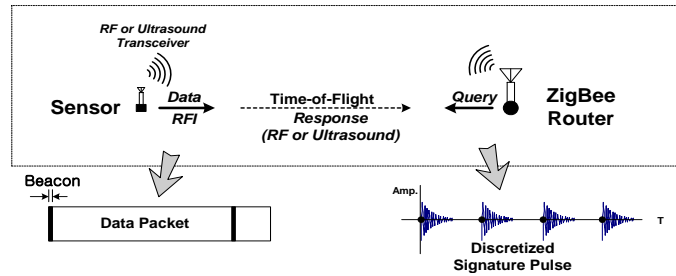 RF or Ultrasound
Transceiver
Sensor
Data
RFI
Time-of-Flight
Response
(RF or Ultrasound)
Query
ZigBee
Router
Beacon
Data Packet
Amp.
T
Discretized
Signature Pulse